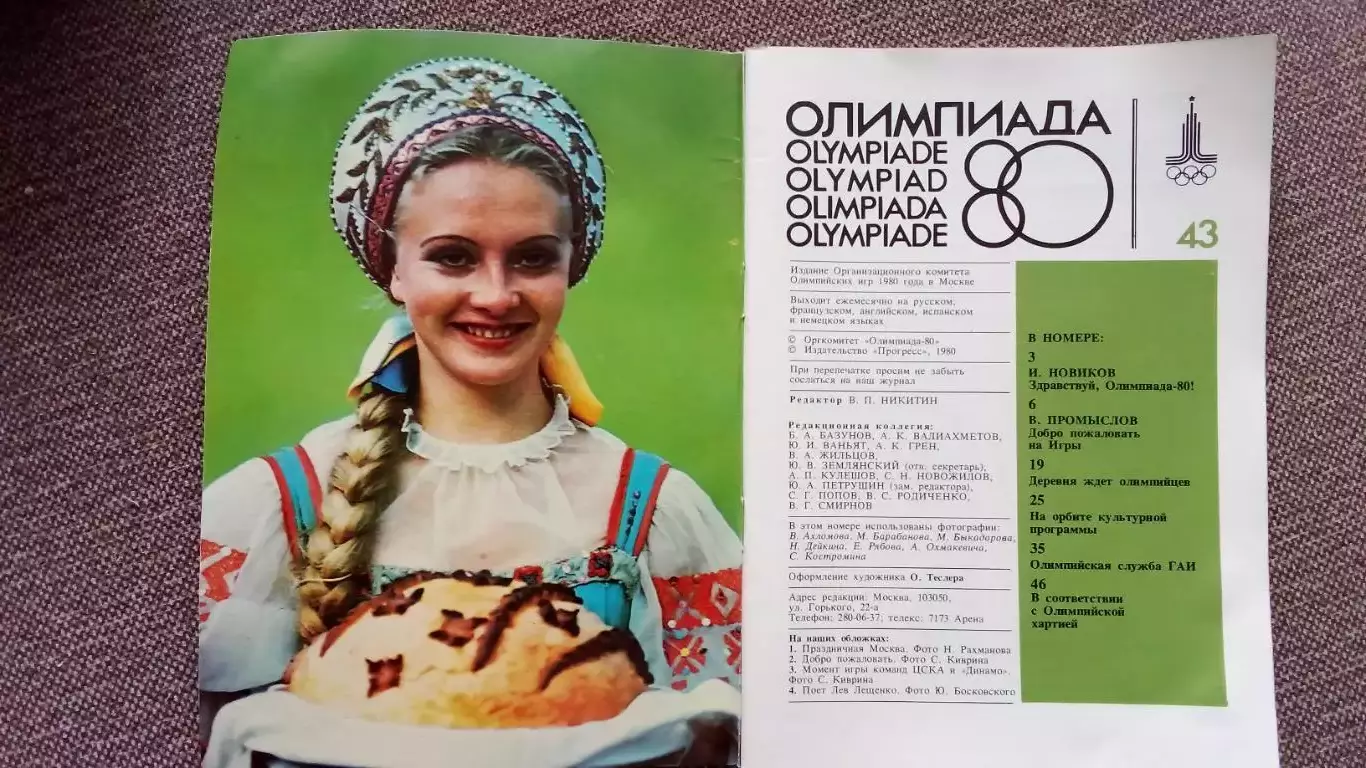 ОЛИМПИАДА
OLYMPIADE
OLYMPIAD
OLIMPIADA
OLYMPIADE
80
43
Издание Организационного комитета
Олимпийских игр 1980 года в Москве
Выходит ежемесячно на русском,
французском, английском, испанском
и немецком языках
© Оргкомитет «Олимпиада-80»
© Издательство «Прогресс», 1980
При перепечатке просим не забыть
сослаться на наш журнал
Редактор В. П. НИКИТИН
Редакционная коллегия:
Б. А. БАЗУНОВ, А. К. ВАЛИАХМЕТОВ,
Ю. И. ВАНЬЯТ, А. К. ГРЕН,
В. А. ЖИЛЬЦОВ,
Ю. В. ЗЕМЛЯНСКИЙ (отв. секретарь),
А. П. КУЛЕШОВ, С. Н. НОВОЖИЛОВ,
Ю. А. ПЕТРУШИН (зам. редактора),
С. Г. ПОПОВ, В. С. РОДИЧЕНКО,
В. Г. СМИРНОВ
В этом номере использованы фотографии:
В. Ахломова, М. Барабанова, М. Быкадорова,
Н. Дейкина, Е. Рябова, А. Охмакевича,
С. Костромина
Оформление художника О. Теслера
Адрес редакции: Москва, 103050,
ул. Горького, 22-а
Телефон: 280-06-37; телекс: 7173 Арена
На наших обложках:
1. Праздничная Москва. Фото Н. Рахманова
2. Добро пожаловать. Фото С. Киврина
3. Момент игры команд ЦСКА и «Динамо».
Фото С. Киврина
4. Поет Лев Лещенко. Фото Ю. Босковского
В НОМЕРЕ:
3
И. НОВИКОВ
Здравствуй, Олимпиада-80!
6
В. ПРОМЫСЛОВ
Добро пожаловать
на Игры
19
Деревня ждет олимпийцев
25
На орбите культурной
программы
35
Олимпийская служба ГАИ
46
В соответствии
с Олимпийской
хартией